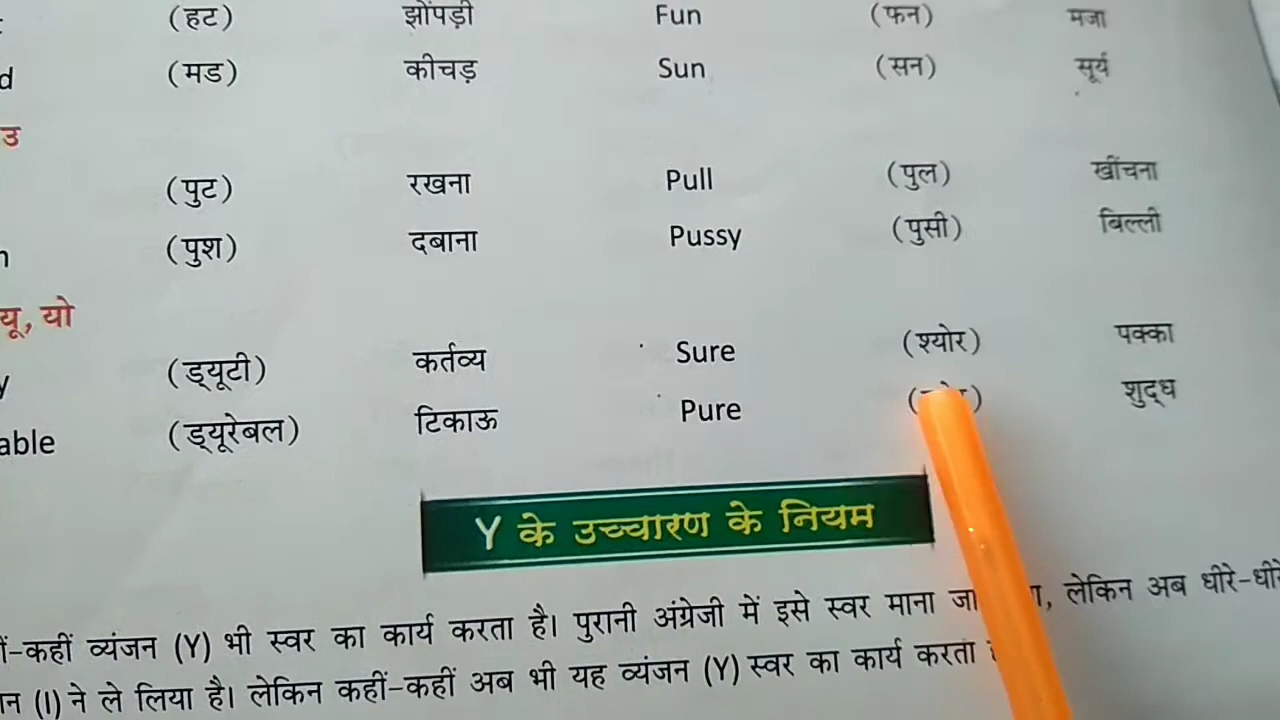 (हट) झोंपड़ी Fun (फन) मजा
(मड) कीचड़ Sun (सन) सूर्य
उ
(पुट) रखना Pull (पुल) खींचना
(पुश) दबाना Pussy (पुसी) बिल्ली
यू, यो
(ड्यूटी) कर्तव्य Sure (श्योर) पक्का
able (ड्यूरेबल) टिकाऊ Pure शुद्ध
Y के उच्चारण के नियम
कहीं व्यंजन (Y) भी स्वर का कार्य करता है। पुरानी अंग्रेजी में इसे स्वर माना लेकिन अब धीरे-धीरे
(I) ने ले लिया है। लेकिन कहीं-कहीं अब भी यह व्यंजन (Y) स्वर का कार्य करता